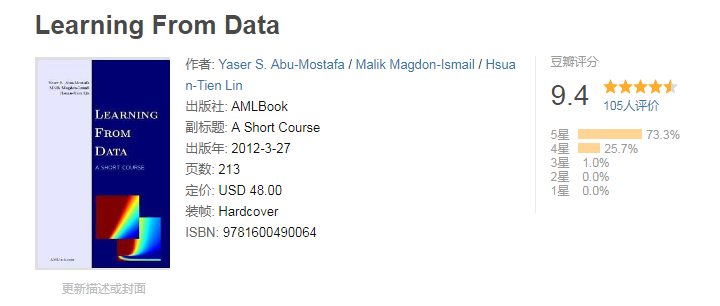 Learning From Data
Yaser S. Abu-Mostafa
Malik Magdon-Ismail
Hsuan-Tien Lin
LEARNING
FROM
DATA
A SHORT COURSE
更新描述或封面
作者: Yaser S. Abu-Mostafa / Malik Magdon-Ismail / Hsua
n-Tien Lin
出版社: AMLBook
副标题: A Short Course
出版年: 2012-3-27
页数: 213
定价: USD 48.00
装帧: Hardcover
ISBN: 9781600490064
豆瓣评分
9.4
105人评价
5星 73.3%
4星 25.7%
3星 1.0%
2星 0.0%
1星 0.0%